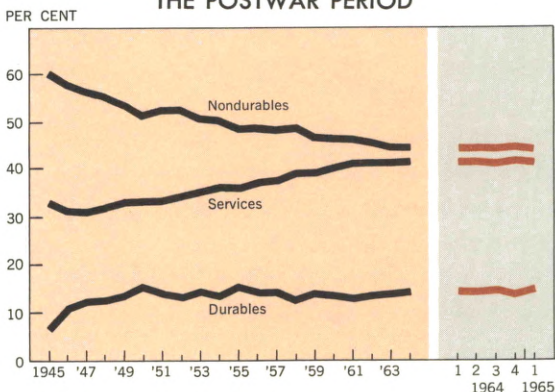 THE POSTWAR PERIOD
PER CENT
60
50
40
30
20
10
0
Nondurables
Services
Durables
1945 '47 '49 '51 '53 '55 '57 '59 '61 '63
1 2 3 4 1
1964 1965